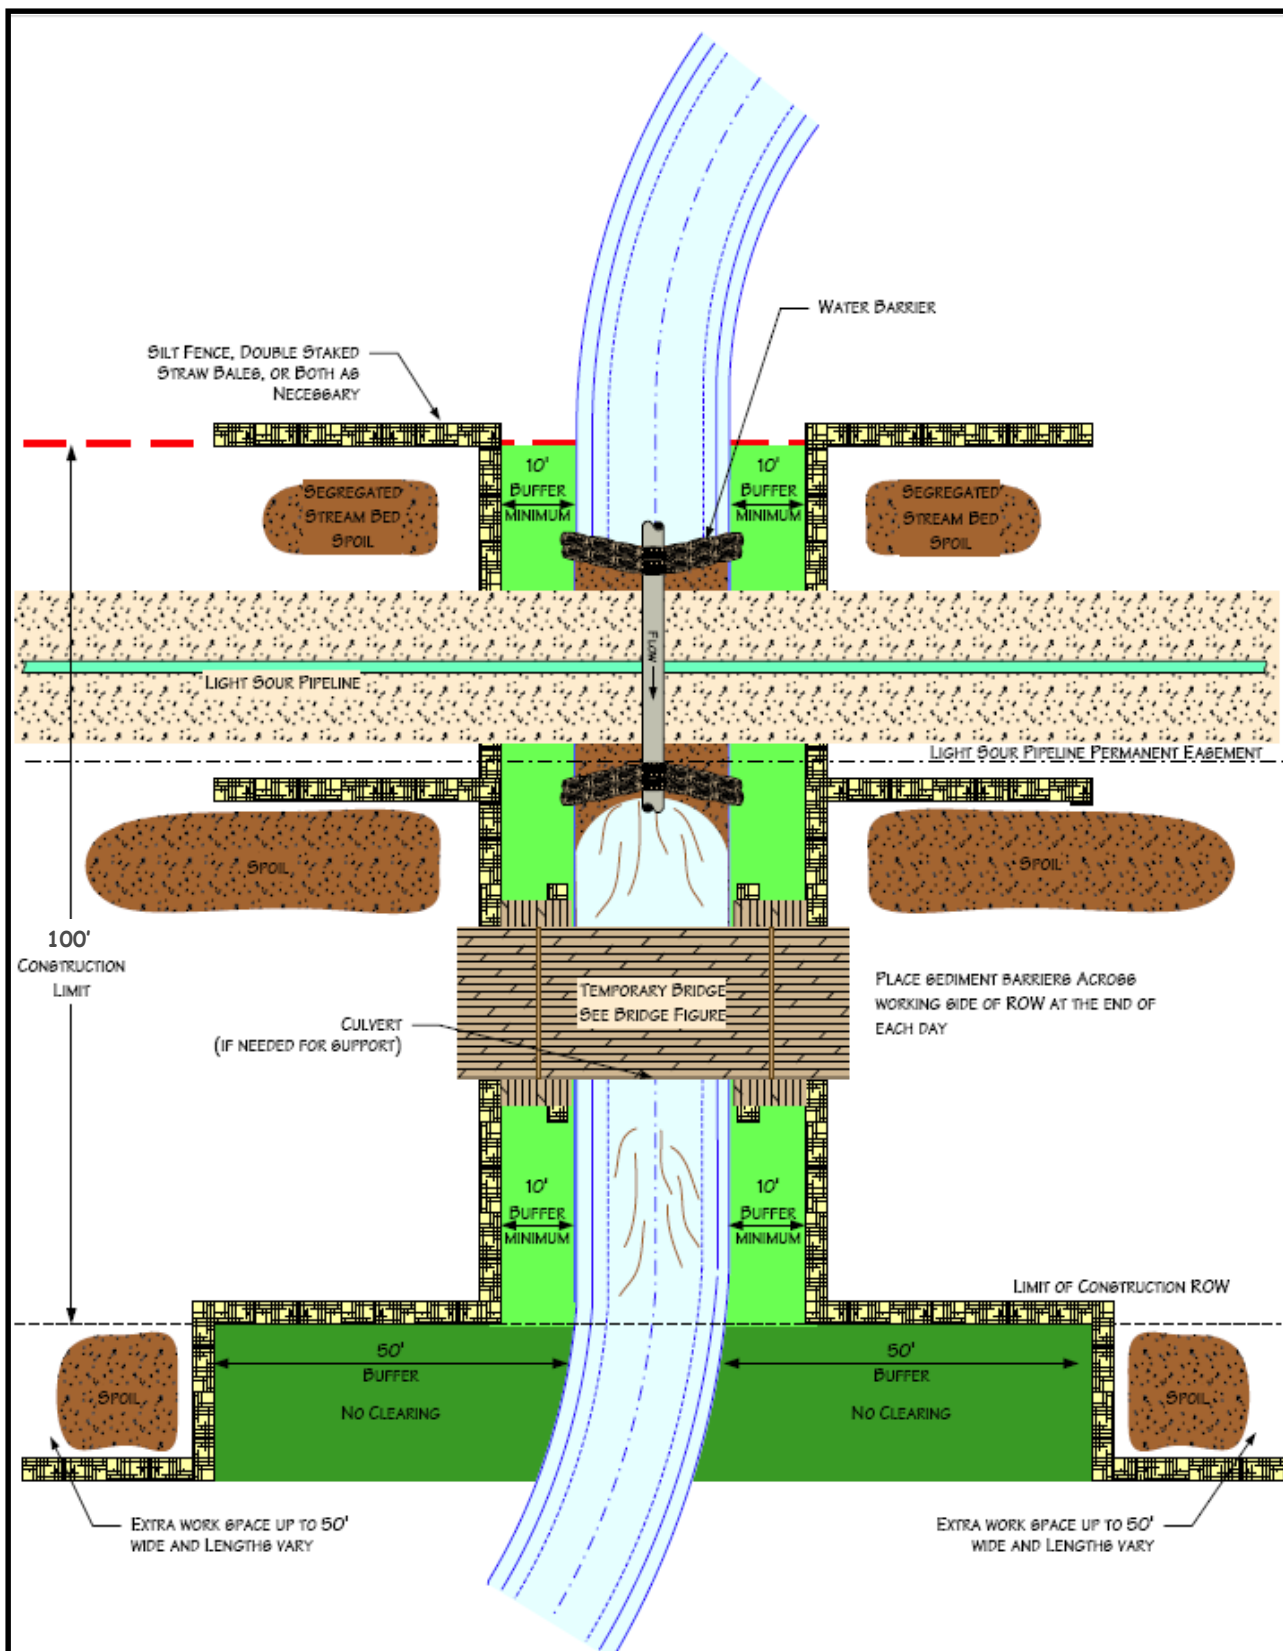 WATER BARRIER
SILT FENCE, DOUBLE STAKED
STRAW BALES, OR BOTH AS
NECESSARY
10'
BUFFER
MINIMUM
10'
BUFFER
MINIMUM
SEGREGATED
STREAM BED
SPOIL
SEGREGATED
STREAM BED
SPOIL
FLOW
LIGHT SOUR PIPELINE
LIGHT SOUR PIPELINE PERMANENT EASEMENT
SPOIL
SPOIL
100'
CONSTRUCTION
LIMIT
TEMPORARY BRIDGE
SEE BRIDGE FIGURE
PLACE SEDIMENT BARRIERS ACROSS
WORKING SIDE OF ROW AT THE END OF
EACH DAY
CULVERT
(IF NEEDED FOR SUPPORT)
10'
BUFFER
MINIMUM
10'
BUFFER
MINIMUM
LIMIT OF CONSTRUCTION ROW
50'
BUFFER
NO CLEARING
50'
BUFFER
NO CLEARING
SPOIL
SPOIL
EXTRA WORK SPACE UP TO 50'
WIDE AND LENGTHS VARY
EXTRA WORK SPACE UP TO 50'
WIDE AND LENGTHS VARY